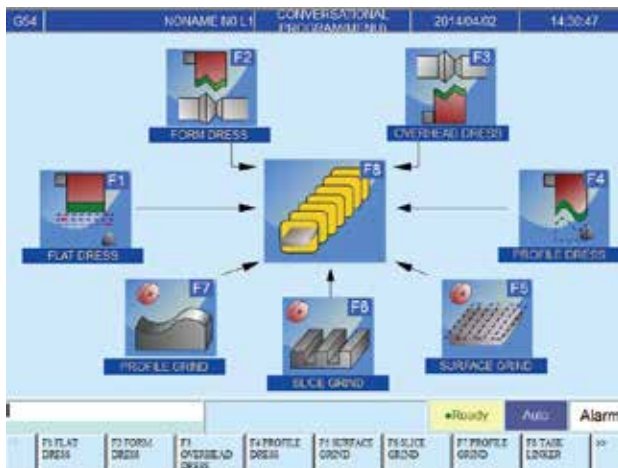 G54 NONAME N0 L1 CONVERSATIONAL PROGRAM(MENU) 2014/04/02 14:30:47
F2
FORM DRESS
F3
OVERHEAD DRESS
F1
FLAT DRESS
F8
F4
PROFILE DRESS
F7
PROFILE GRIND
F6
SLICE GRIND
F5
SURFACE GRIND
Ready Auto Alarm
F1 FLAT DRESS
F2 FORM DRESS
F3 OVERHEAD DRESS
F4 PROFILE DRESS
F5 SURFACE GRIND
F6 SLICE GRIND
F7 PROFILE GRIND
F8 TASK LINKER
>>